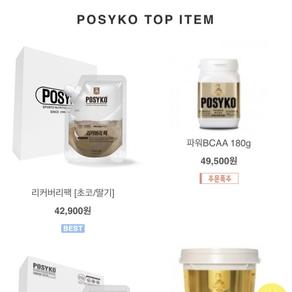 POSYKO TOP ITEM
POSYKO
SPORTS NUTRITION
POSYKO
리커버리 팩
리커버리팩 [초코/딸기]
42,900원
BEST
POSYKO
파워BCAA 180g
49,500원
주문폭주
POSYKO